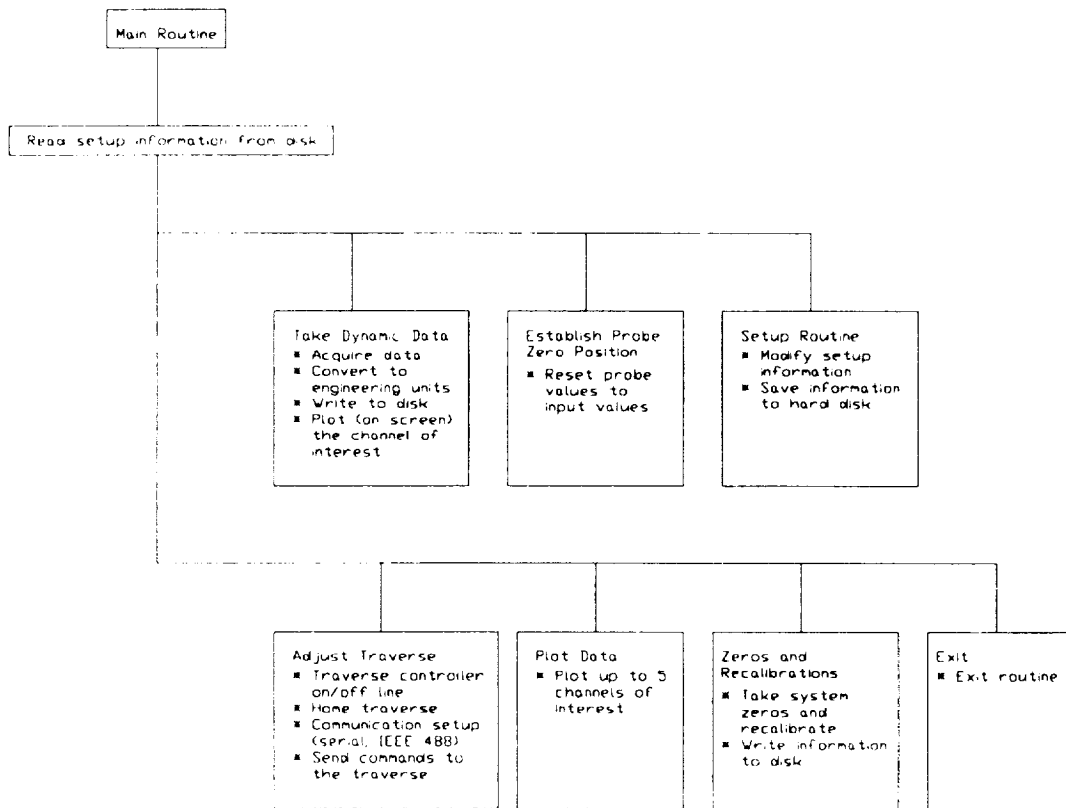 Main Routine
Read setup information from disk
Take Dynamic Data
* Acquire data
* Convert to
engineering units
* Write to disk
* Plot (on screen)
the channel of
interest
Establish Probe
Zero Position
* Reset probe
values to
input values
Setup Routine
* Modify setup
information
* Save information
to hard disk
Adjust Traverse
* Traverse controller
on/off line
* Home traverse
* Communication setup
(serial, IEEE 488)
* Send commands to
the traverse
Plot Data
* Plot up to 5
channels of
interest
Zeros and
Recalibrations
* Take system
zeros and
recalibrate
* Write information
to disk
Exit
* Exit routine